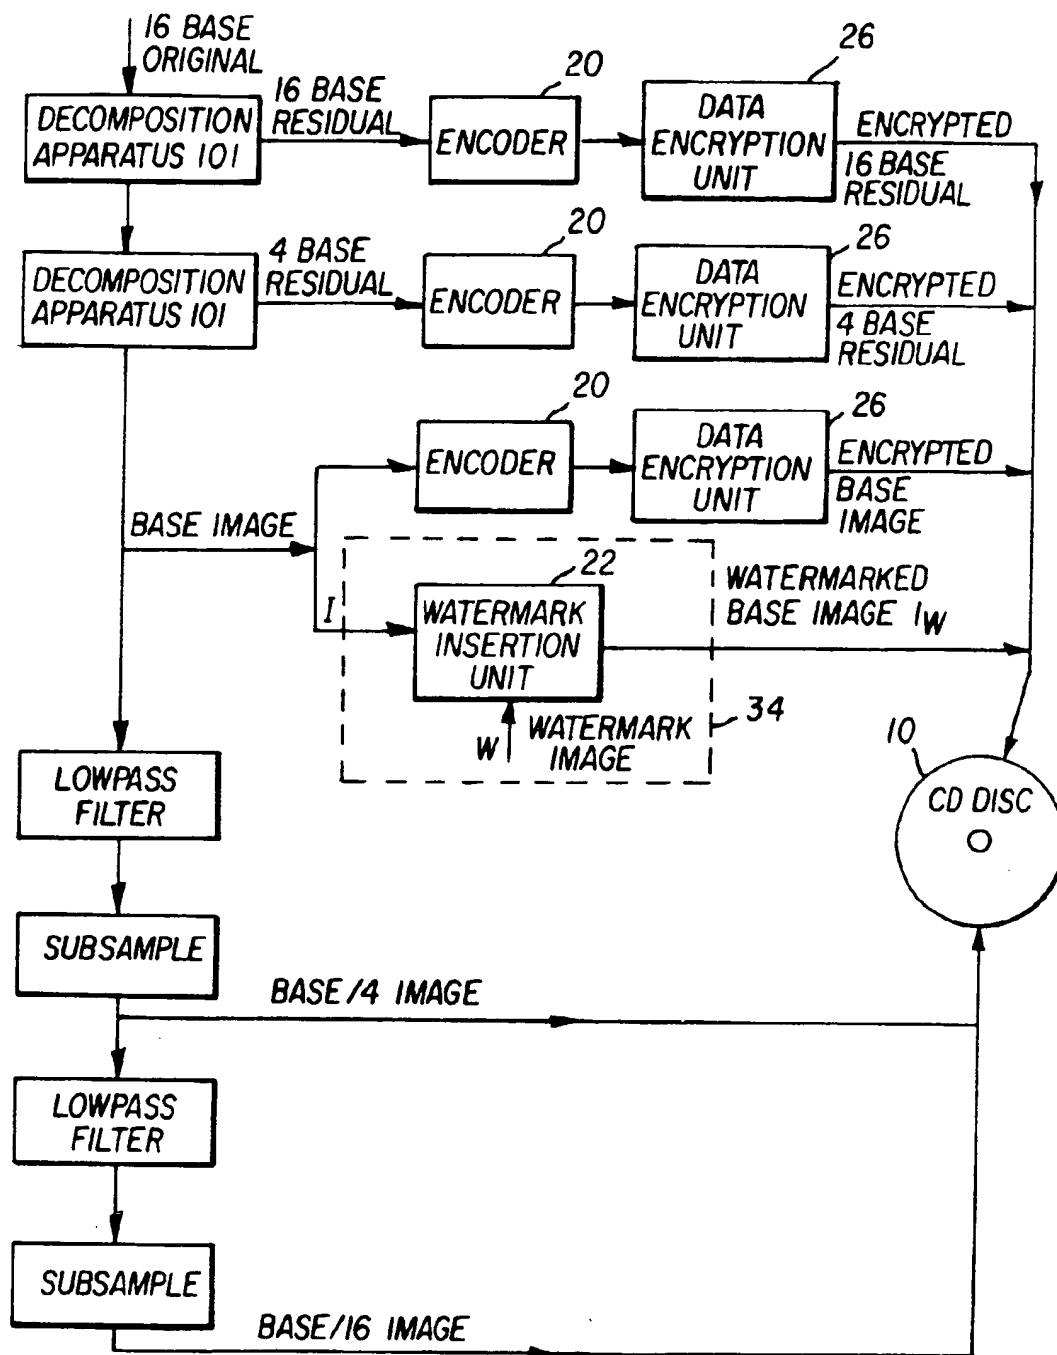 16 BASE
ORIGINAL
DECOMPOSITION
APPARATUS 101
16 BASE
RESIDUAL
20
ENCODER
26
DATA
ENCRYPTION
UNIT
ENCRYPTED
16 BASE
RESIDUAL
DECOMPOSITION
APPARATUS 101
4 BASE
RESIDUAL
20
ENCODER
26
DATA
ENCRYPTION
UNIT
ENCRYPTED
4 BASE
RESIDUAL
20
ENCODER
26
DATA
ENCRYPTION
UNIT
ENCRYPTED
BASE
IMAGE
BASE IMAGE
I
22
WATERMARK
INSERTION
UNIT
WATERMARKED
BASE IMAGE IW
W
WATERMARK
IMAGE
34
10
CD DISC
LOWPASS
FILTER
SUBSAMPLE
BASE/4 IMAGE
LOWPASS
FILTER
SUBSAMPLE
BASE/16 IMAGE